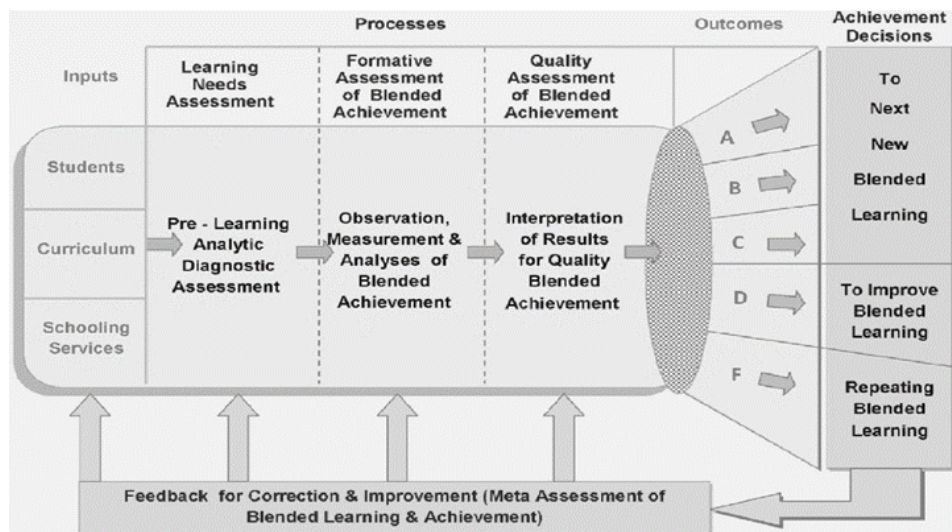 Processes
Outcomes
Achievement
Decisions
Inputs
Learning
Needs
Assessment
Formative
Assessment
of Blended
Achievement
Quality
Assessment
of Blended
Achievement
Students
Curriculum
Schooling
Services
Pre - Learning
Analytic
Diagnostic
Assessment
Observation,
Measurement &
Analyses of
Blended
Achievement
Interpretation
of Results
for Quality
Blended
Achievement
A
B
C
D
F
To
Next
New
Blended
Learning
To Improve
Blended
Learning
Repeating
Blended
Learning
Feedback for Correction & Improvement (Meta Assessment of
Blended Learning & Achievement)